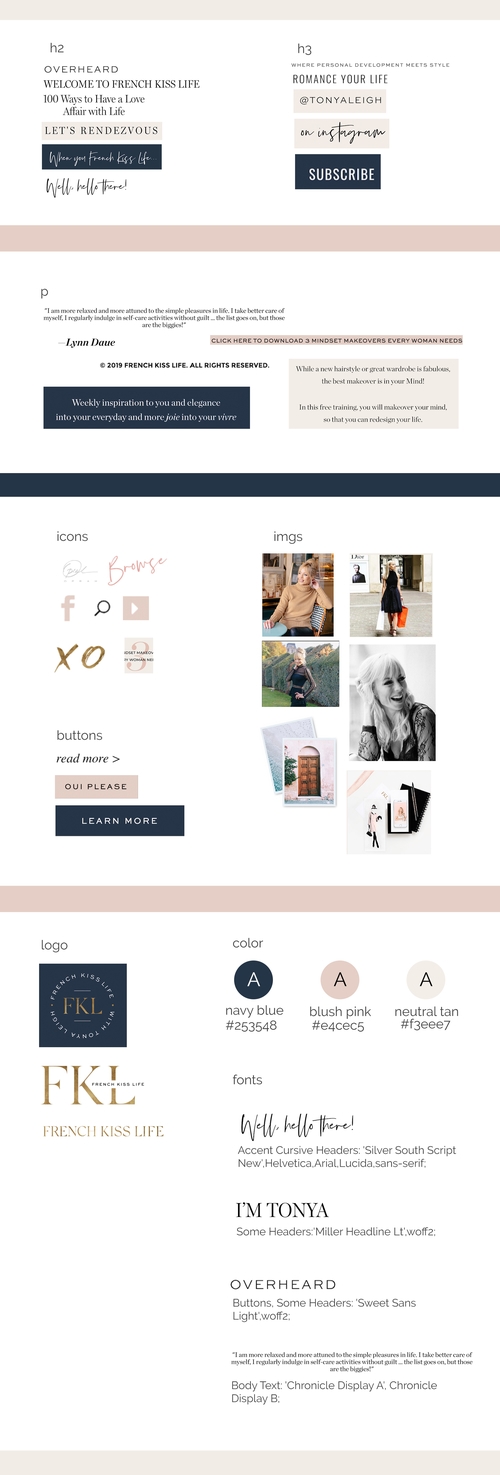 h2
OVERHEARD
WELCOME TO FRENCH KISS LIFE
100 Ways to Have a Love
Affair with Life
LET'S RENDEZVOUS
When you French Kiss Life...
Well, hello there!
h3
WHERE PERSONAL DEVELOPMENT MEETS STYLE
ROMANCE YOUR LIFE
@TONYALEIGH
on instagram
SUBSCRIBE
p
"I am more relaxed and more attuned to the simple pleasures in life. I take better care of
myself, I regularly indulge in self-care activities without guilt ... the list goes on, but those
are the biggies!"
—Lynn Daue
CLICK HERE TO DOWNLOAD 3 MINDSET MAKEOVERS EVERY WOMAN NEEDS
© 2019 FRENCH KISS LIFE. ALL RIGHTS RESERVED.
Weekly inspiration to you and elegance
into your everyday and more joie into your vivre
While a new hairstyle or great wardrobe is fabulous,
the best makeover is in your Mind!
In this free training, you will makeover your mind,
so that you can redesign your life.
icons
Browse
f
XO
3
DSET MAKEOV
Y WOMAN NE
imgs
Dior
buttons
read more >
OUI PLEASE
LEARN MORE
logo
FRENCH KISS LIFE
FKL
WITH TONYA LEIGH
FKL
FRENCH KISS LIFE
FRENCH KISS LIFE
color
A
navy blue
#253548
A
blush pink
#e4cec5
A
neutral tan
#f3eee7
fonts
Well, hello there!
Accent Cursive Headers: 'Silver South Script
New',Helvetica,Arial,Lucida,sans-serif;
I'M TONYA
Some Headers:'Miller Headline Lt',woff2;
OVERHEARD
Buttons, Some Headers: 'Sweet Sans
Light',woff2;
"I am more relaxed and more attuned to the simple pleasures in life. I take better care of
myself, I regularly indulge in self-care activities without guilt ... the list goes on, but those
are the biggies!"
Body Text: 'Chronicle Display A', Chronicle
Display B;